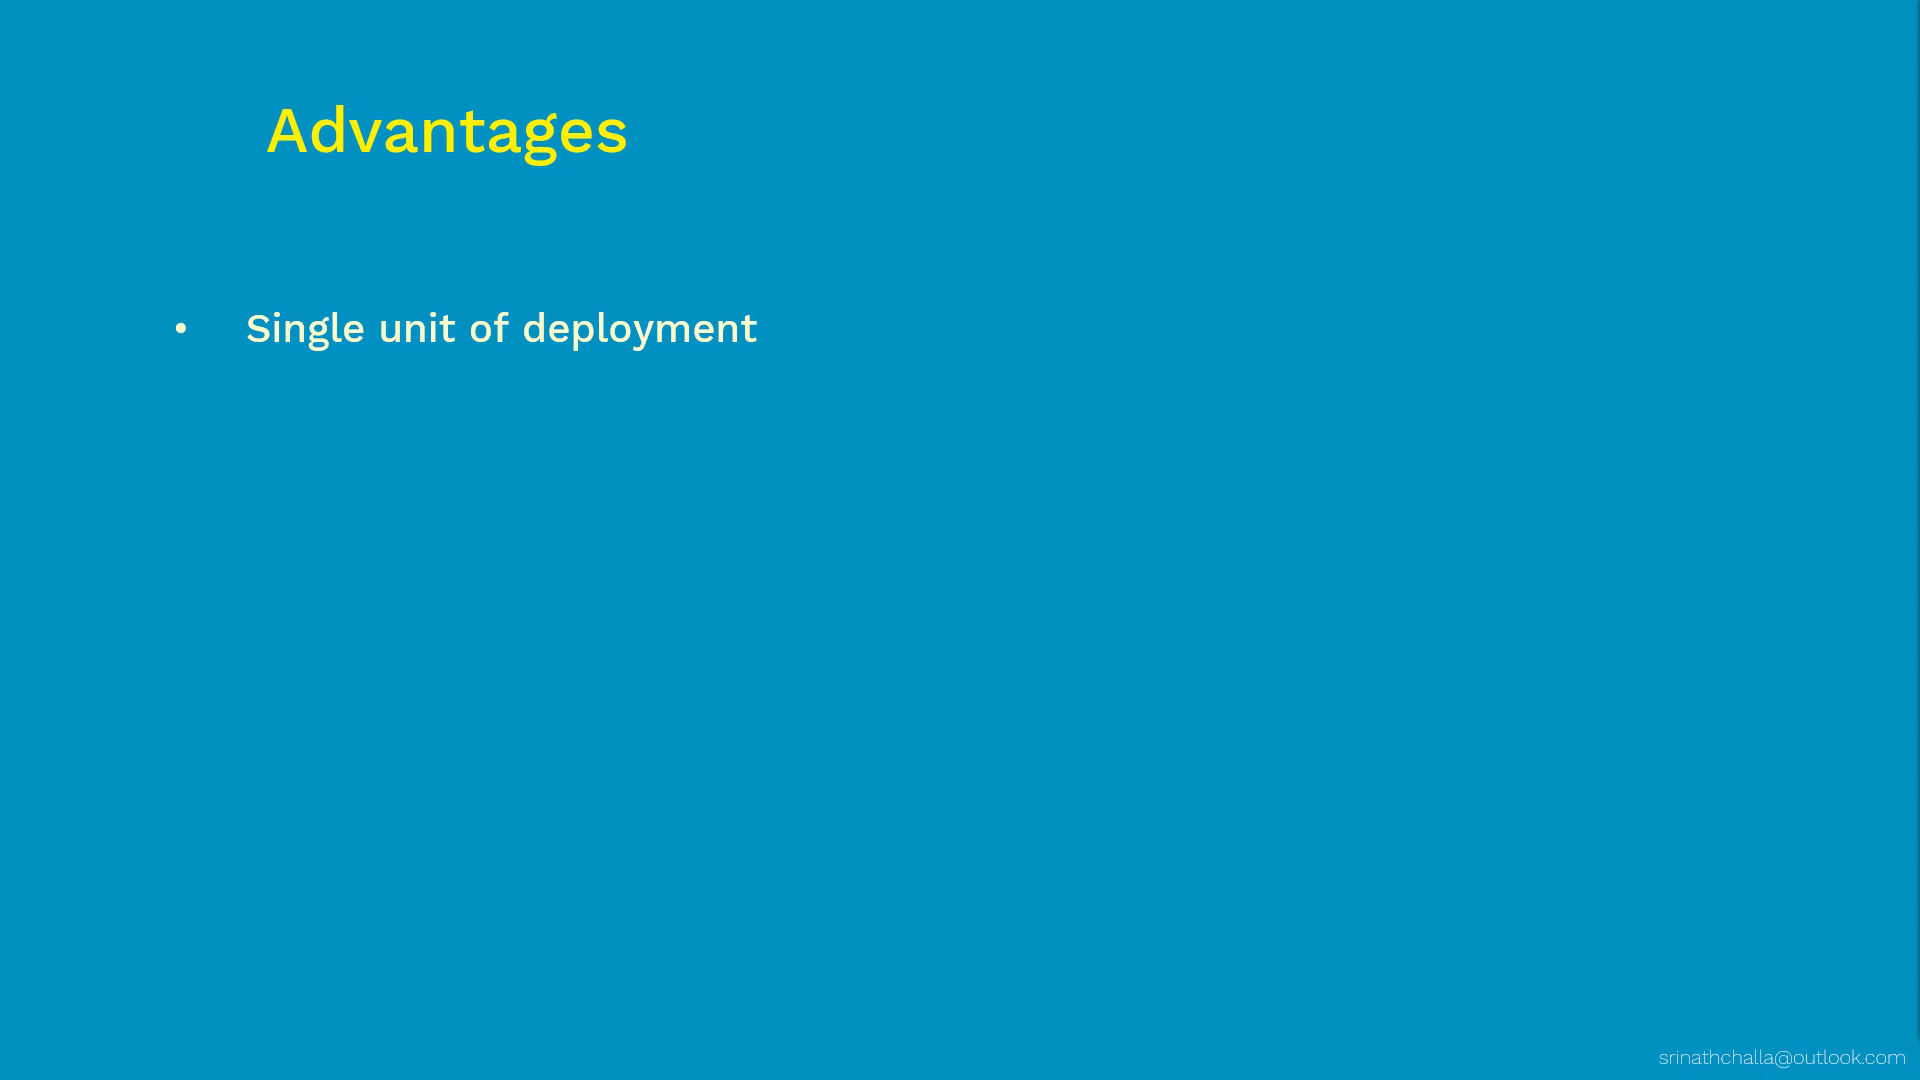 Advantages
• Single unit of deployment
srinathchalla@outlook.com